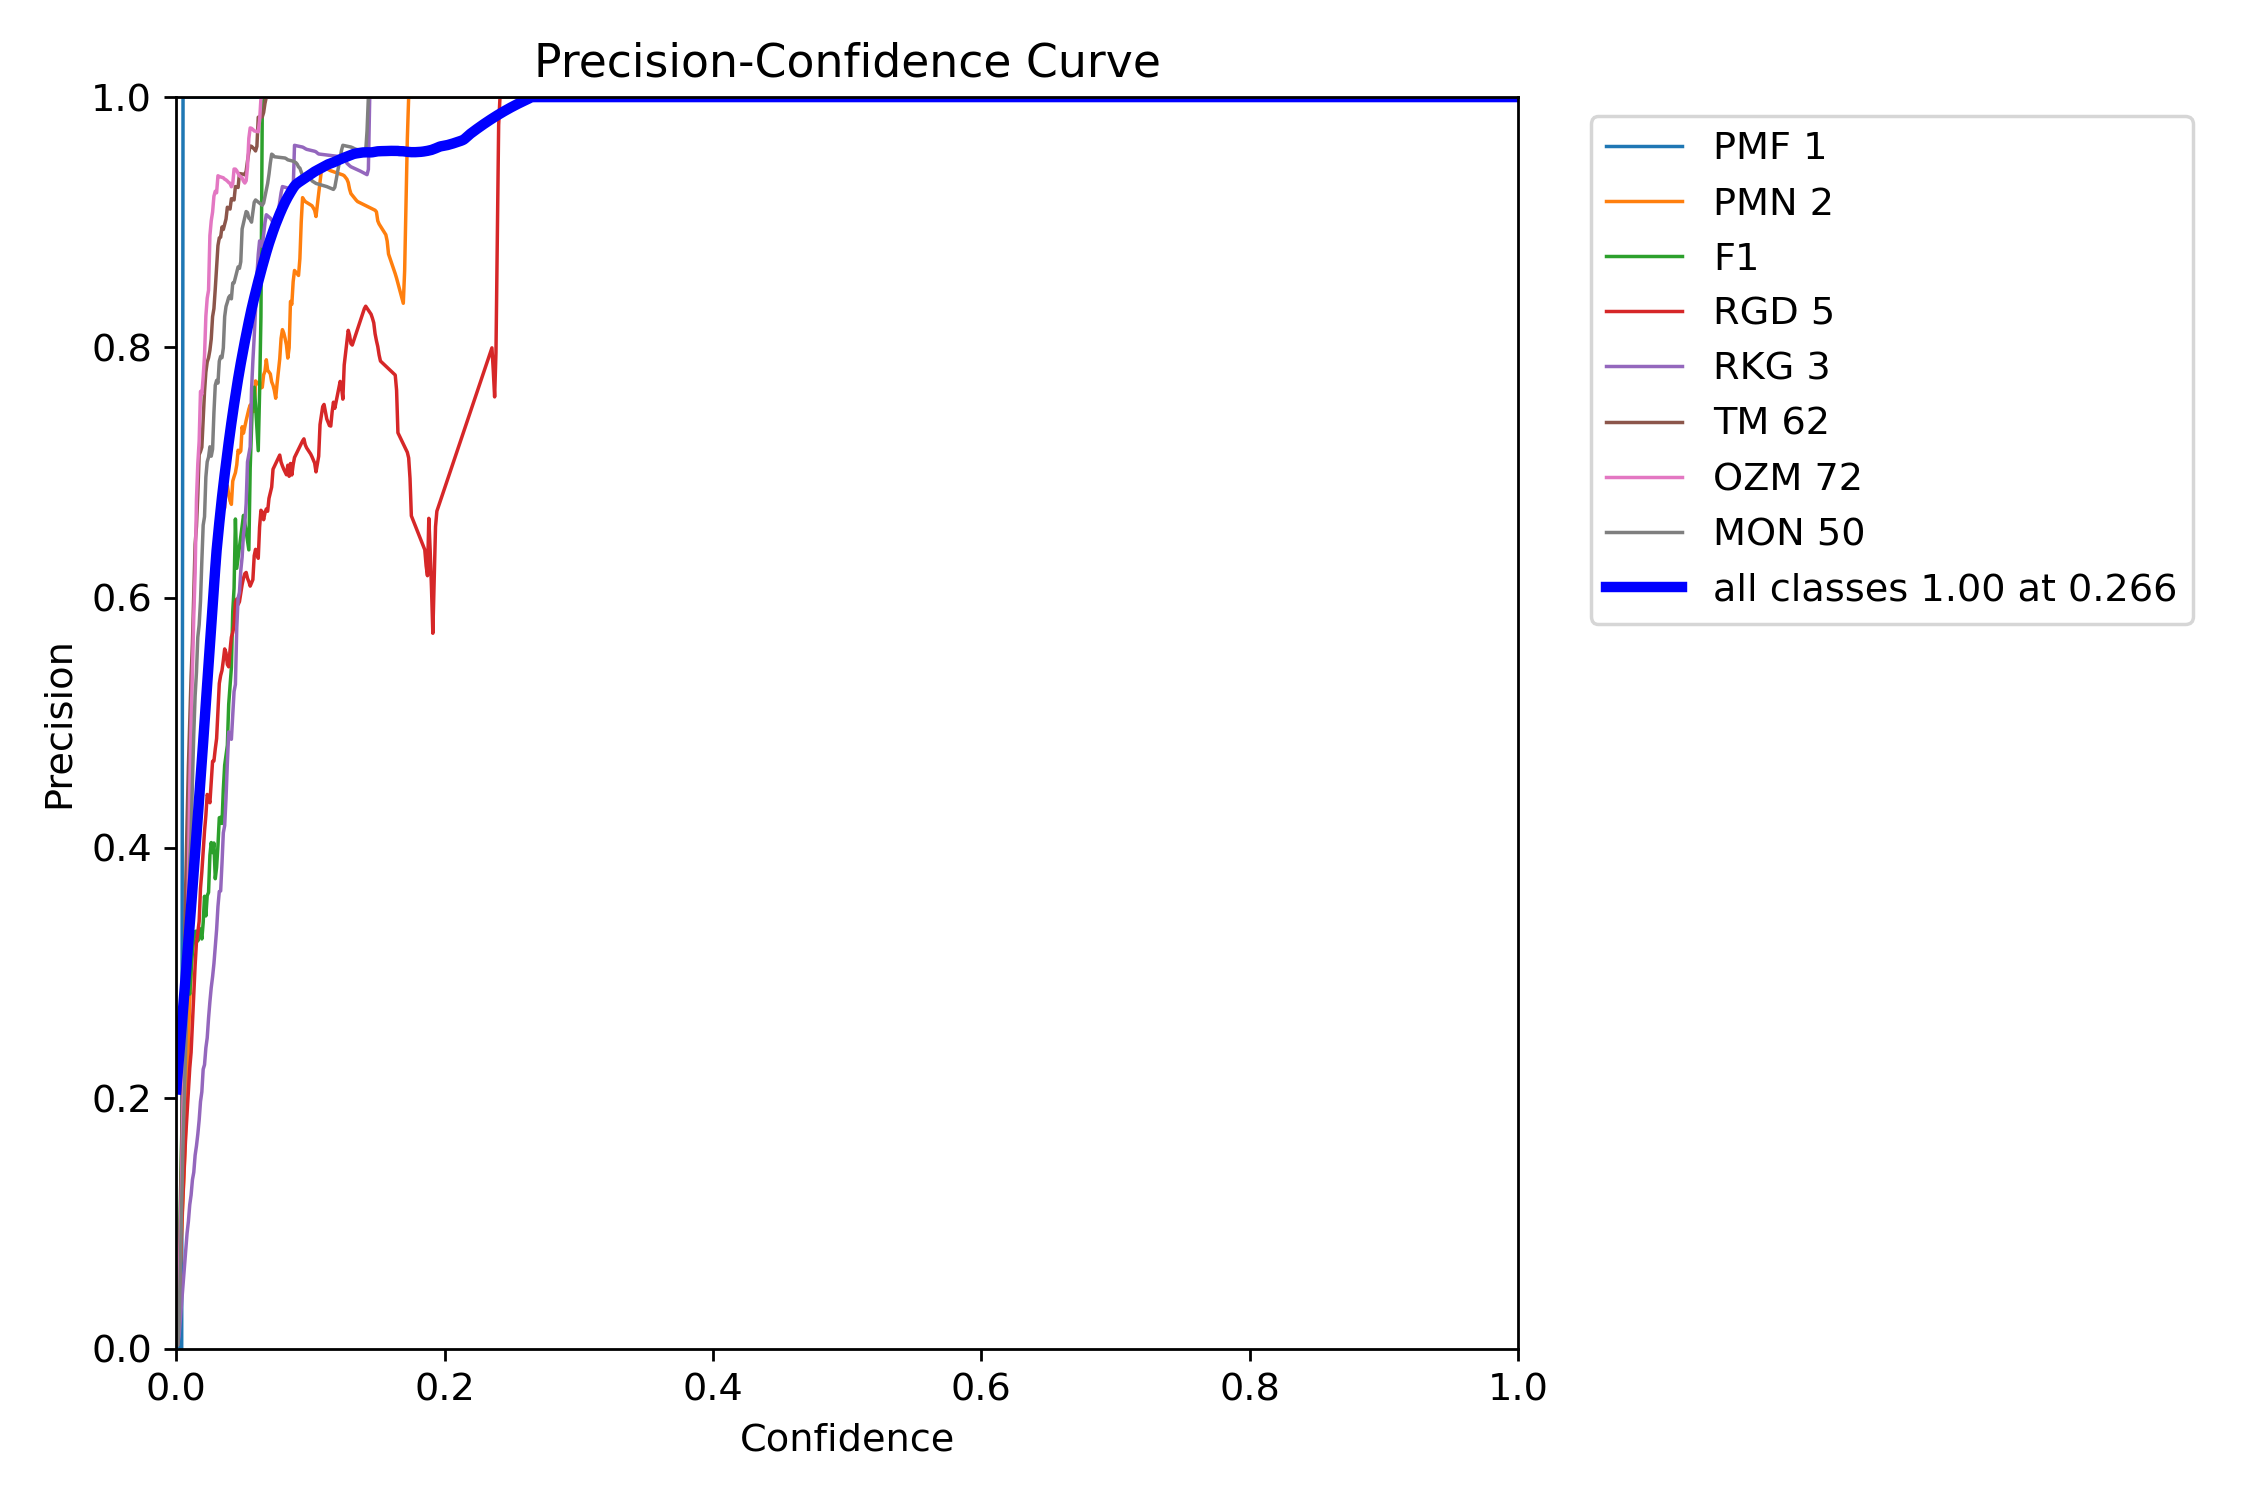 Precision-Confidence Curve
1.0
0.8
0.6
0.4
0.2
0.0
Precision
0.0 0.2 0.4 0.6 0.8 1.0
Confidence
PMF 1
PMN 2
F1
RGD 5
RKG 3
TM 62
OZM 72
MON 50
all classes 1.00 at 0.266